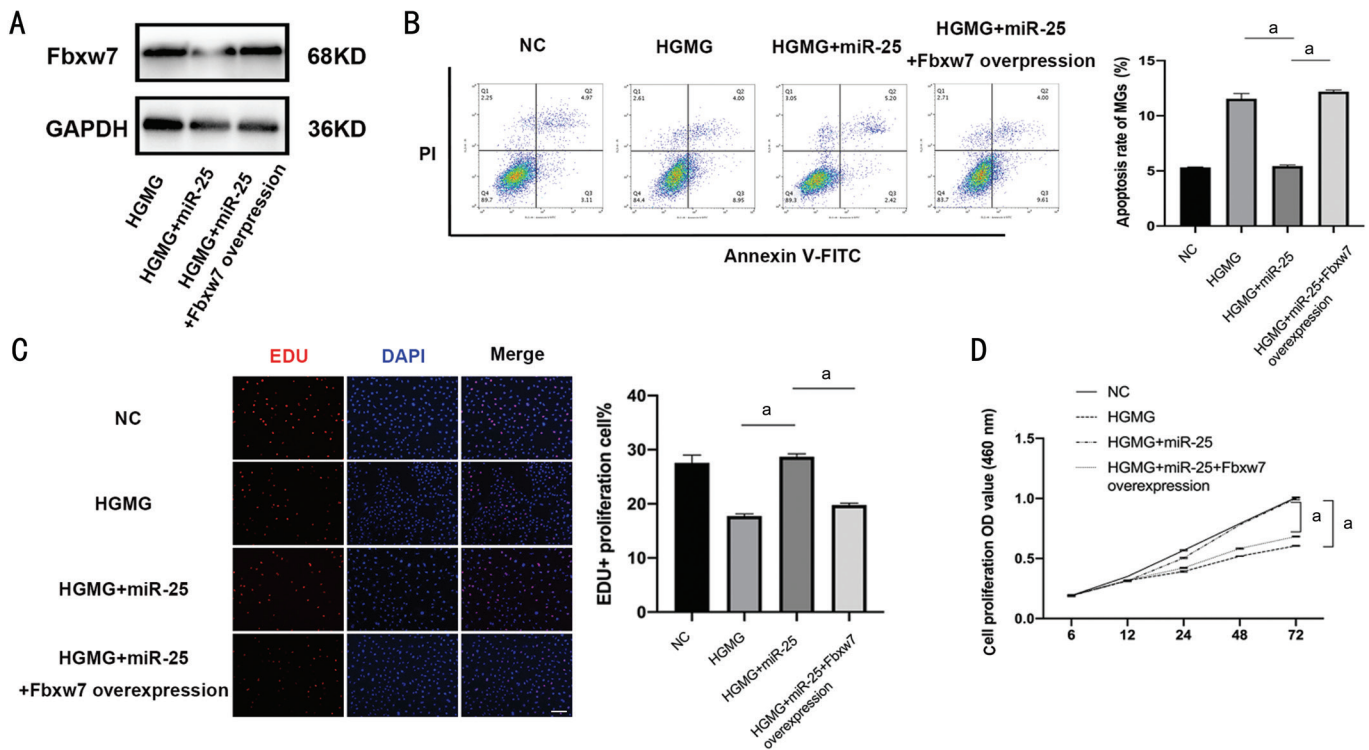 A
Fbxw7
68KD
GAPDH
36KD
HGMG
HGMG+miR-25
HGMG+miR-25
+Fbxw7 overpression
B
NC
HGMG
HGMG+miR-25
HGMG+miR-25
+Fbxw7 overpression
PI
Q1
2.25
Q2
4.97
Q4
89.7
Q3
3.11
Q1
2.61
Q2
4.00
Q4
84.4
Q3
8.95
Q1
3.05
Q2
5.20
Q4
89.3
Q3
2.42
Q1
2.71
Q2
4.00
Q4
83.7
Q3
9.61
Annexin V-FITC
Apoptosis rate of MGs (%)
15
10
5
0
a
a
NC
HGMG
HGMG+miR-25
HGMG+miR-25+Fbxw7
overexpression
C
EDU
DAPI
Merge
NC
HGMG
HGMG+miR-25
HGMG+miR-25
+Fbxw7 overexpression
EDU+ proliferation cell%
40
30
20
10
0
a
a
NC
HGMG
HGMG+miR-25
HGMG+miR-25+Fbxw7
overexpression
D
NC
HGMG
HGMG+miR-25
HGMG+miR-25+Fbxw7
overexpression
Cell proliferation OD value (460 nm)
1.5
1.0
0.5
0.0
6
12
24
48
72
a
a